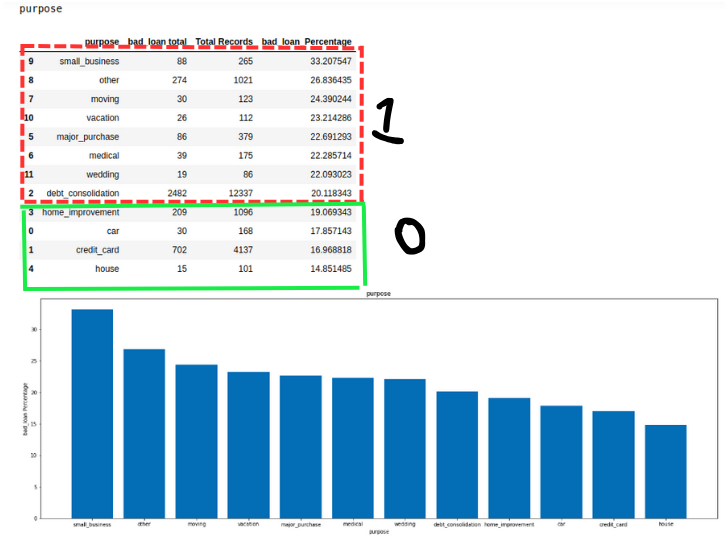 purpose
purpose bad_loan total Total Records bad_loan_Percentage
9 small_business 88 265 33.207547
8 other 274 1021 26.836435
7 moving 30 123 24.390244
10 vacation 26 112 23.214286
5 major_purchase 86 379 22.691293
6 medical 39 175 22.285714
11 wedding 19 86 22.093023
2 debt_consolidation 2482 12337 20.118343
1
3 home_improvement 209 1096 19.069343
0 car 30 168 17.857143
1 credit_card 702 4137 16.968818
4 house 15 101 14.851485
0
purpose
bad_loan Percentage
30
25
20
15
10
5
0
small_business other moving vacation major_purchase medical wedding debt_consolidation home_improvement car credit_card house
purpose